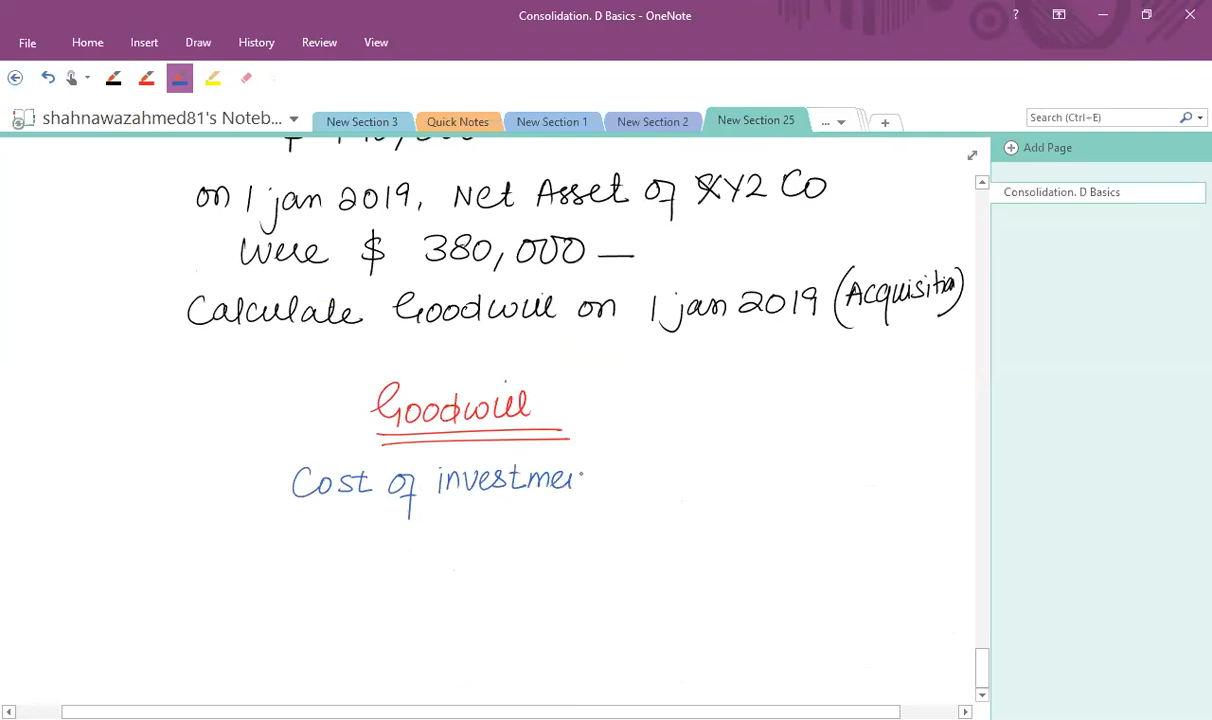 Consolidation. D Basics - OneNote
?
File Home Insert Draw History Review View
shahnawazahmed81's Noteb... New Section 3 Quick Notes New Section 1 New Section 2 New Section 25 ... Search (Ctrl+E)
Add Page
Consolidation. D Basics
on 1 jan 2019, Net Asset of XYZ Co
Were $ 380,000 —
Calculate Goodwill on 1 jan 2019 (Acquisition)
Goodwill
Cost of investmen